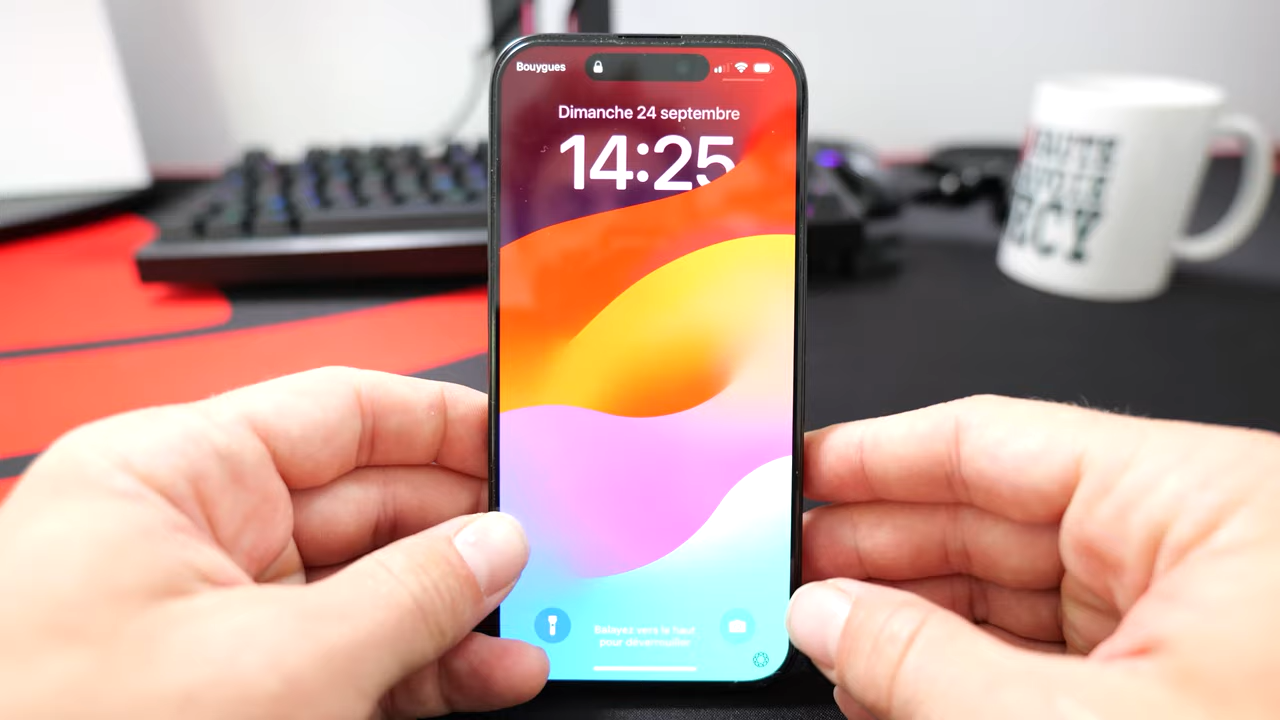 Bouygues
Dimanche 24 septembre
14:25
Balayez vers le haut
pour déverrouiller